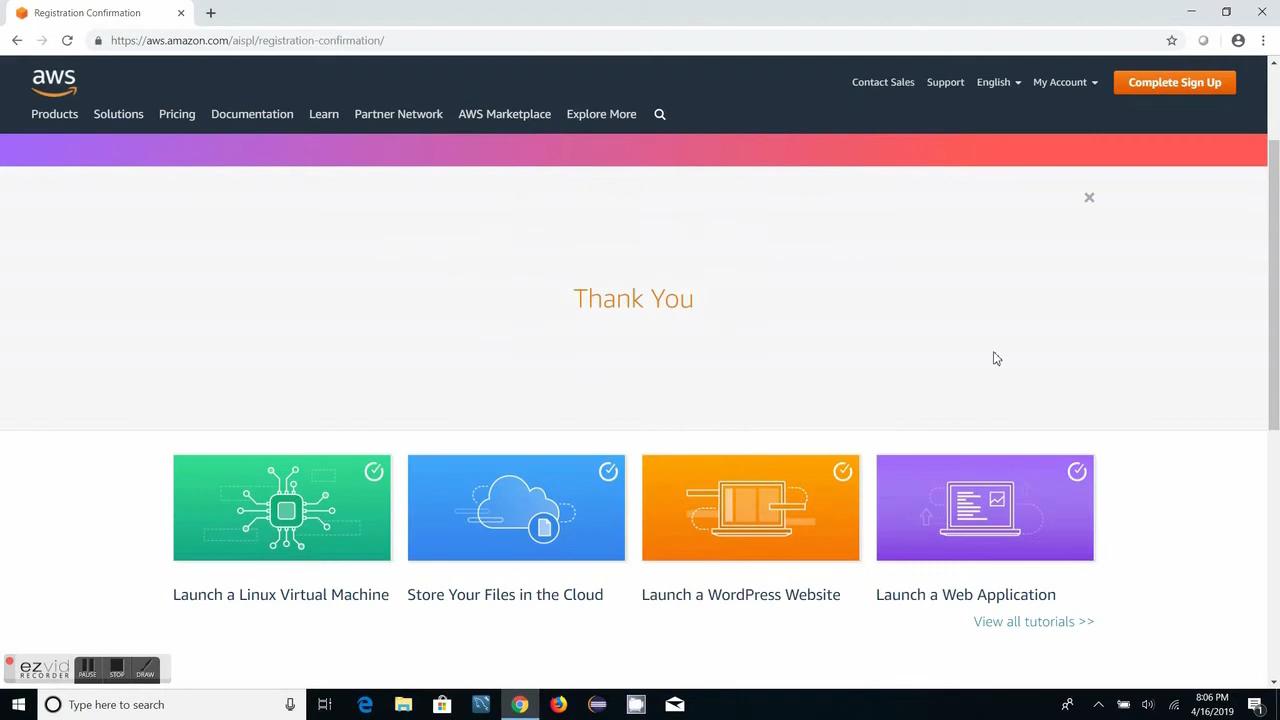 Registration Confirmation
https://aws.amazon.com/aispl/registration-confirmation/
aws
Contact Sales Support English My Account Complete Sign Up
Products Solutions Pricing Documentation Learn Partner Network AWS Marketplace Explore More
Thank You
Launch a Linux Virtual Machine
Store Your Files in the Cloud
Launch a WordPress Website
Launch a Web Application
View all tutorials >>
ezvid
RECORDER
PAUSE STOP DRAW
Type here to search
8:06 PM
4/16/2019
1